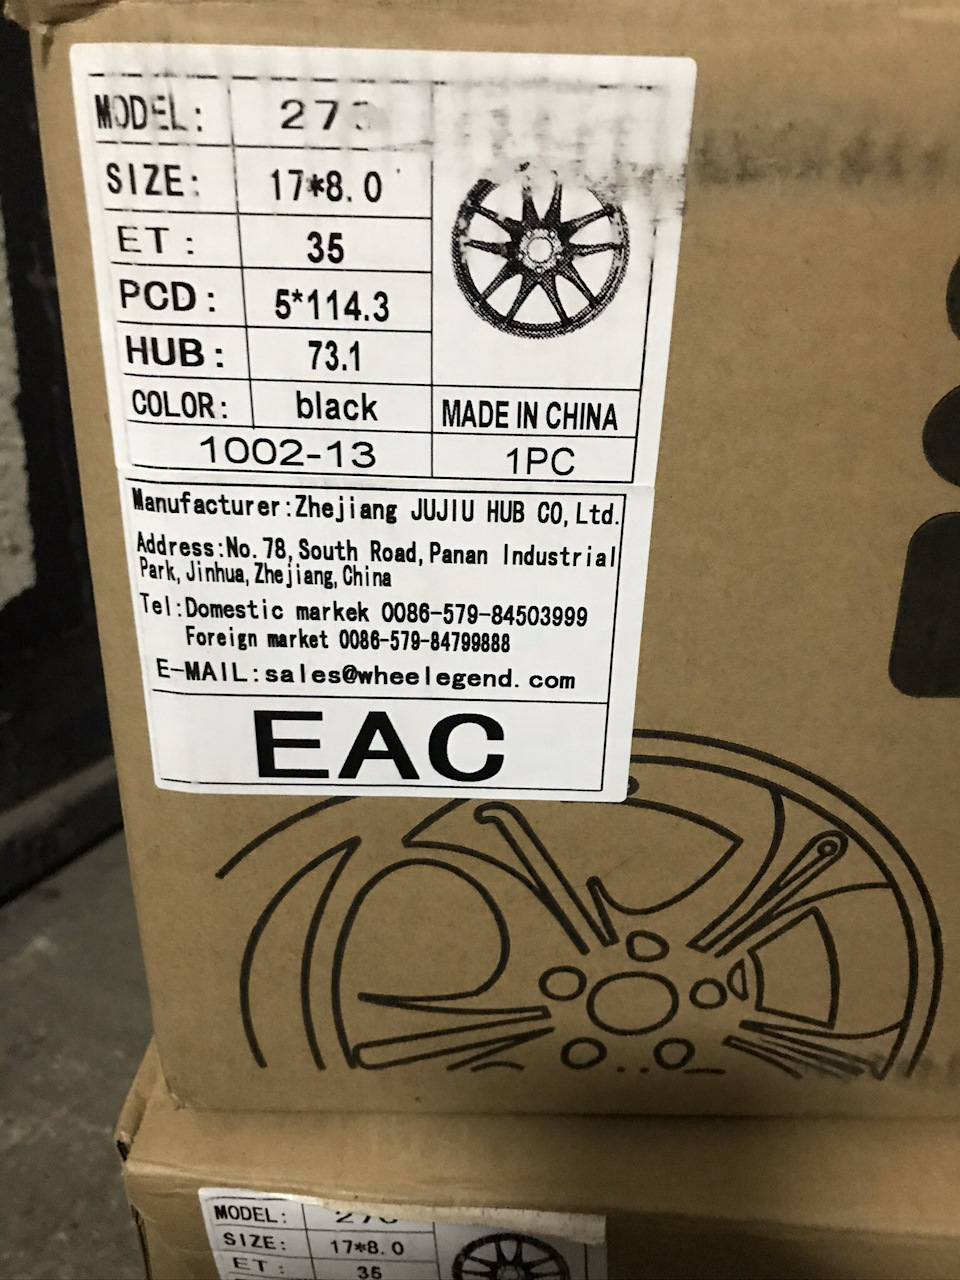 MODEL:
SIZE: 17*8.0
ET: 35
PCD: 5*114.3
HUB: 73.1
COLOR: black
MADE IN CHINA
1002-13
1PC
Manufacturer:Zhejiang JUJIU HUB CO,Ltd.
Address:No.78,South Road,Panan Industrial
Park,Jinhua,Zhejiang,China
Tel:Domestic markek 0086-579-84503999
Foreign market 0086-579-84799888
E-MAIL:sales@wheelegend.com
EAC
MODEL:
SIZE: 17*8.0
ET: 35